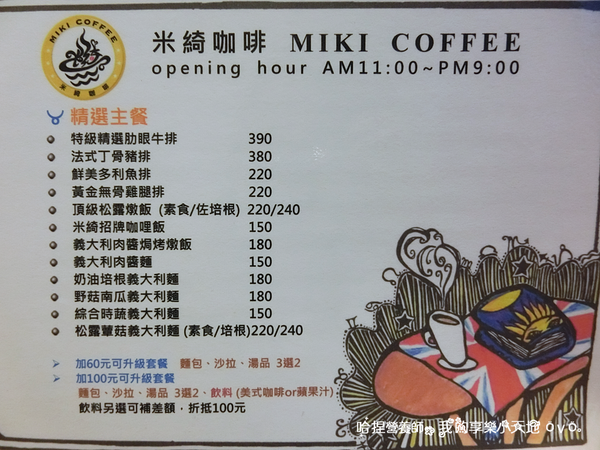 MIKI COFFEE
米綺咖啡
米綺咖啡 MIKI COFFEE
opening hour AM11:00~PM9:00
精選主餐
特級精選肋眼牛排 390
法式丁骨豬排 380
鮮美多利魚排 220
黃金無骨雞腿排 220
頂級松露燉飯 (素食/佐培根) 220/240
米綺招牌咖哩飯 150
義大利肉醬焗烤燉飯 180
義大利肉醬麵 150
奶油培根義大利麵 180
野菇南瓜義大利麵 180
綜合時蔬義大利麵 150
松露蕈菇義大利麵 (素食/培根)220/240
加60元可升級套餐 麵包、沙拉、湯品 3選2
加100元可升級套餐
麵包、沙拉、湯品 3選2、飲料 (美式咖啡or蘋果汁)
飲料另選可補差額，折抵100元
哈捏營養師。我的享樂小天地 ovo。